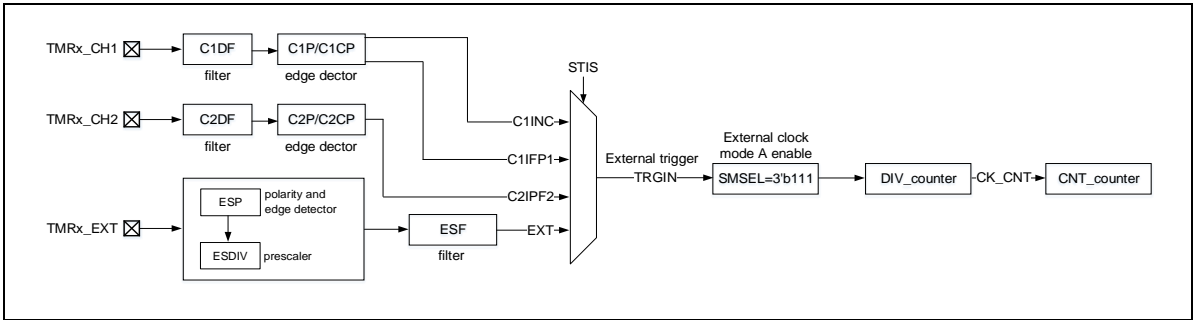 TMRx_CH1
C1DF
filter
C1P/C1CP
edge dector
STIS
TMRx_CH2
C2DF
filter
C2P/C2CP
edge dector
C1INC
C1IFP1
C2IPF2
EXT
External trigger
TRGIN
External clock
mode A enable
SMSEL=3'b111
DIV_counter
CK_CNT
CNT_counter
TMRx_EXT
ESP
polarity and
edge detector
ESDIV
prescaler
ESF
filter